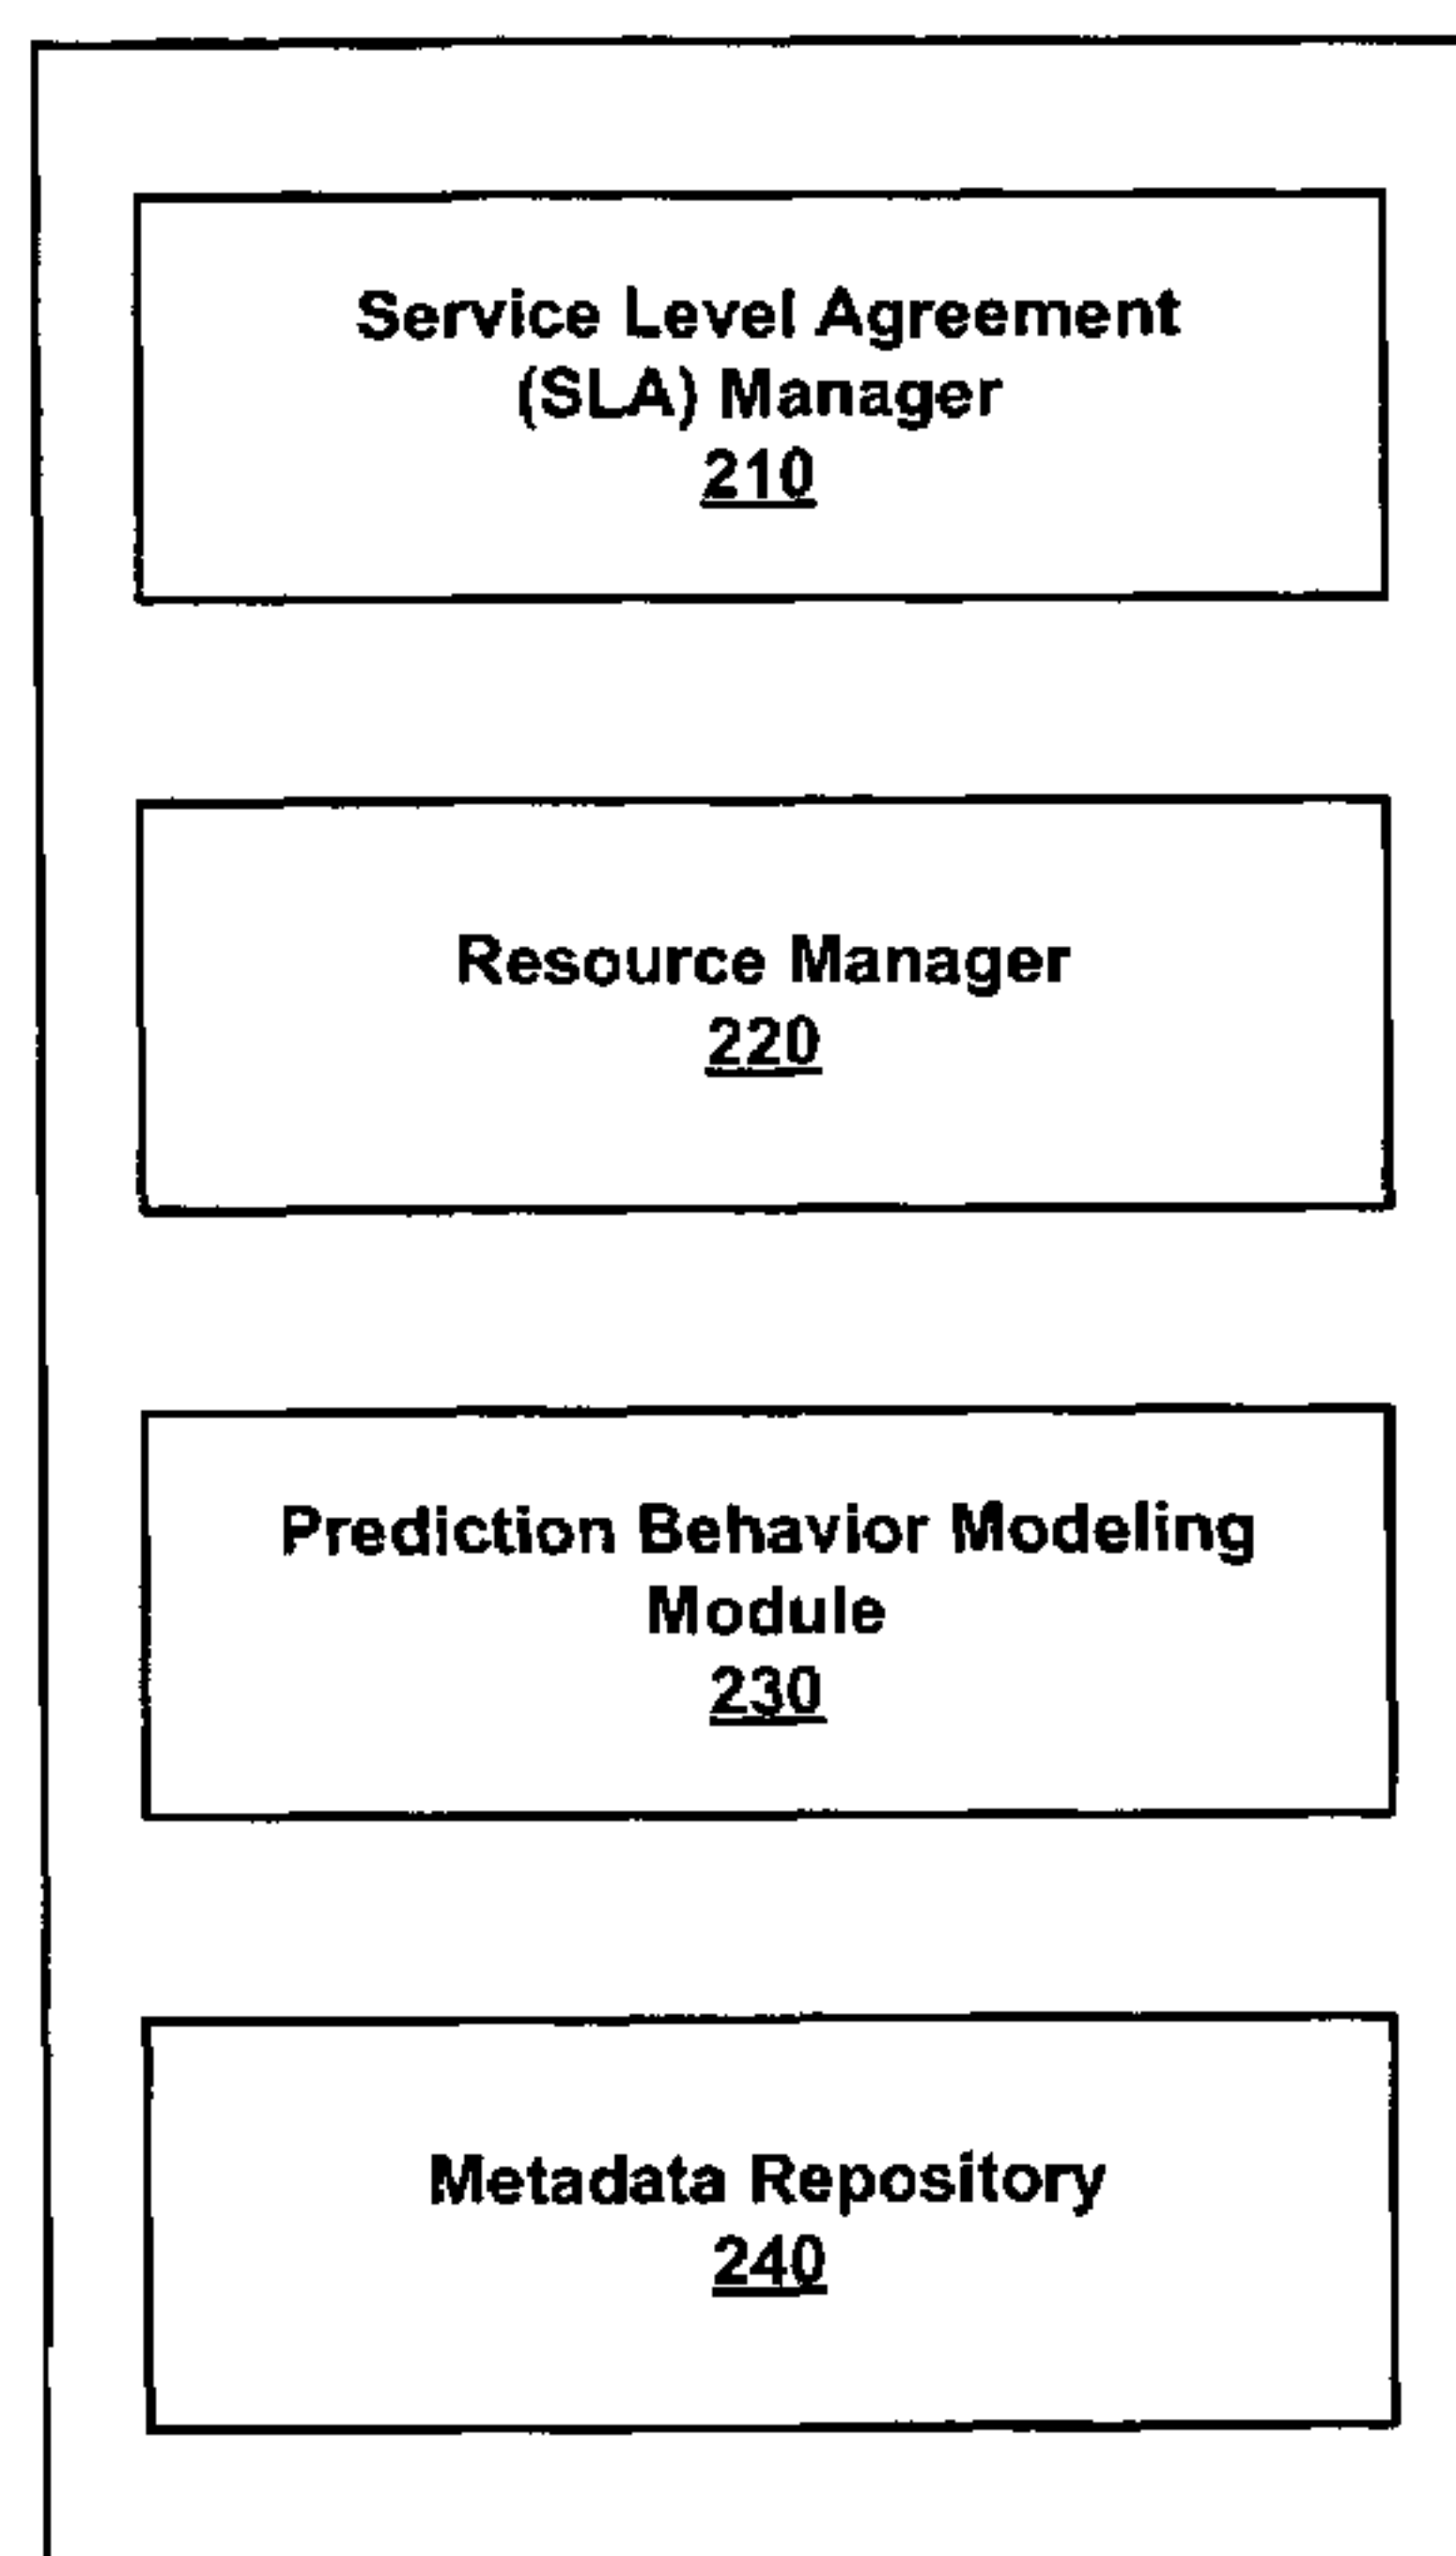 Service Level Agreement
(SLA) Manager
210
Resource Manager
220
Prediction Behavior Modeling
Module
230
Metadata Repository
240